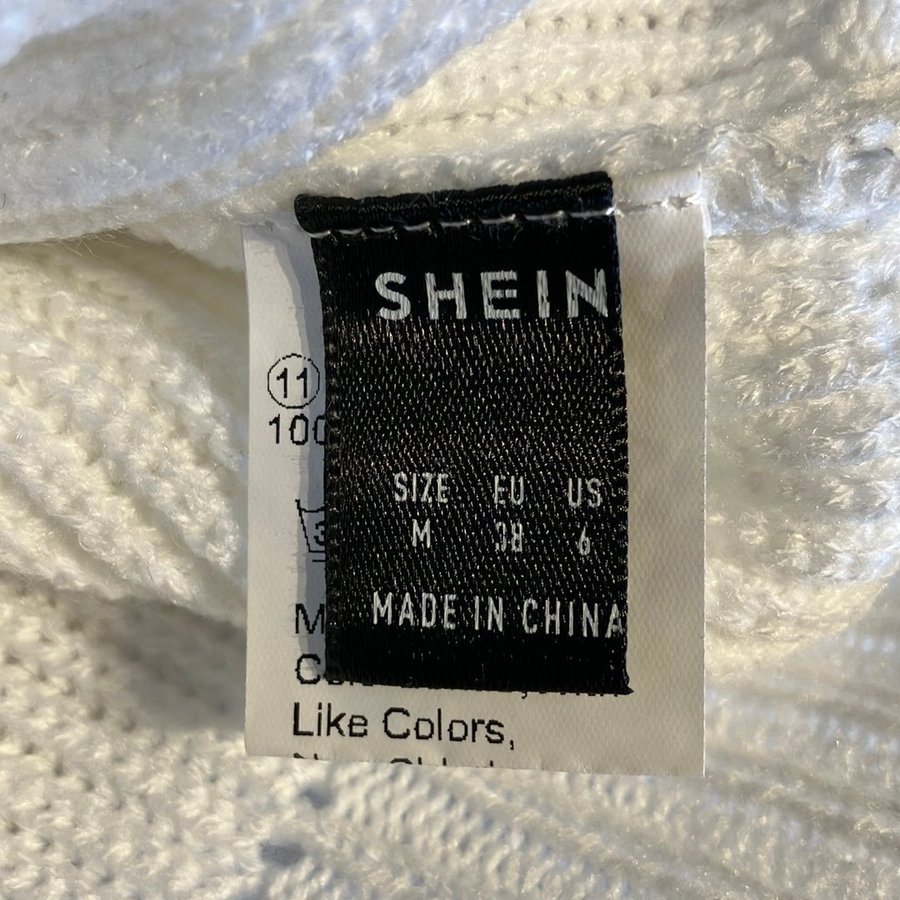 SHEIN
11
100
SIZE EU US
M 38 6
MADE IN CHINA
Like Colors,